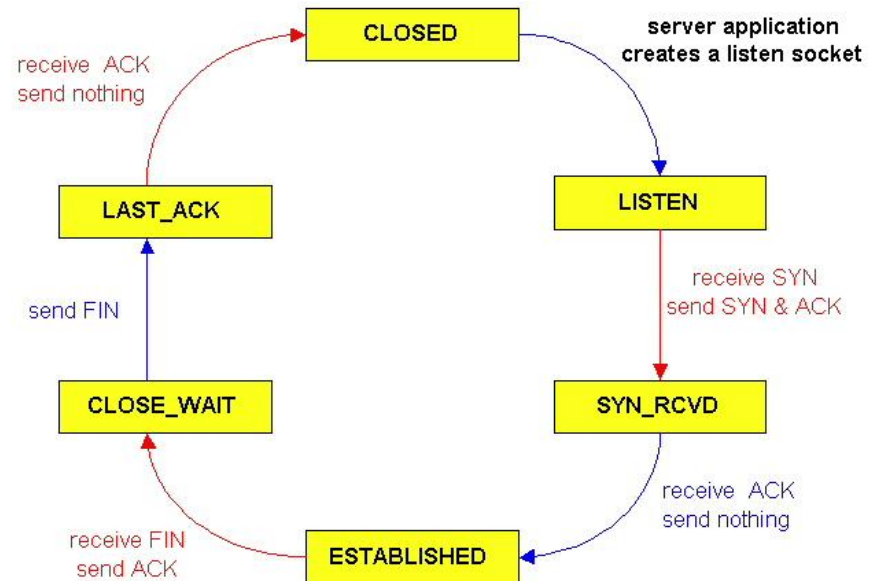 CLOSED
server application
creates a listen socket
receive ACK
send nothing
LAST_ACK
LISTEN
receive SYN
send SYN & ACK
send FIN
CLOSE_WAIT
SYN_RCVD
receive ACK
send nothing
receive FIN
send ACK
ESTABLISHED